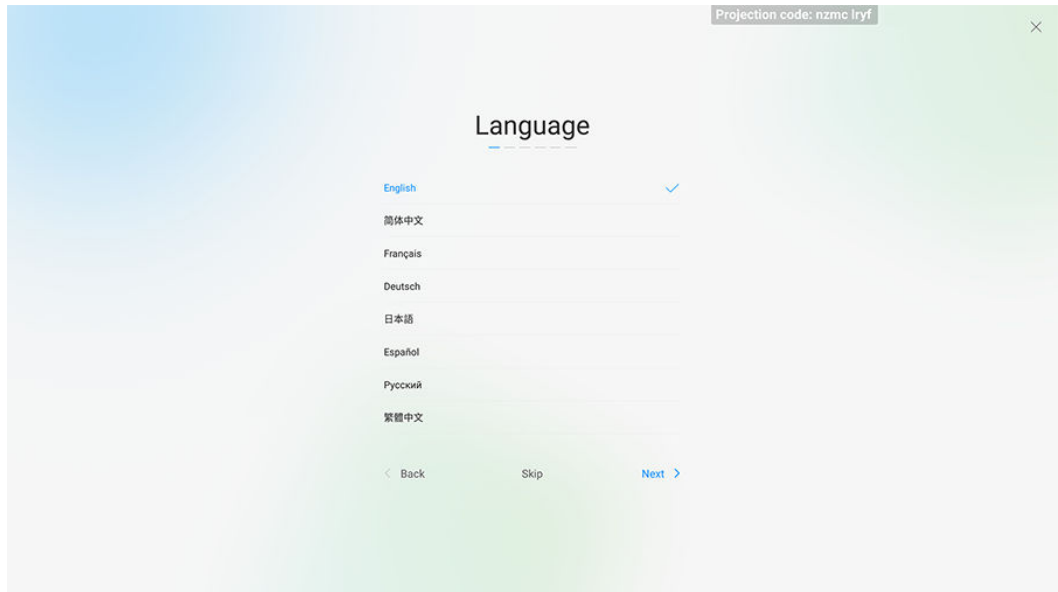 Projection code: nzmc lryf
Language
English
简体中文
Français
Deutsch
日本語
Español
Русский
繁體中文
Back Skip Next